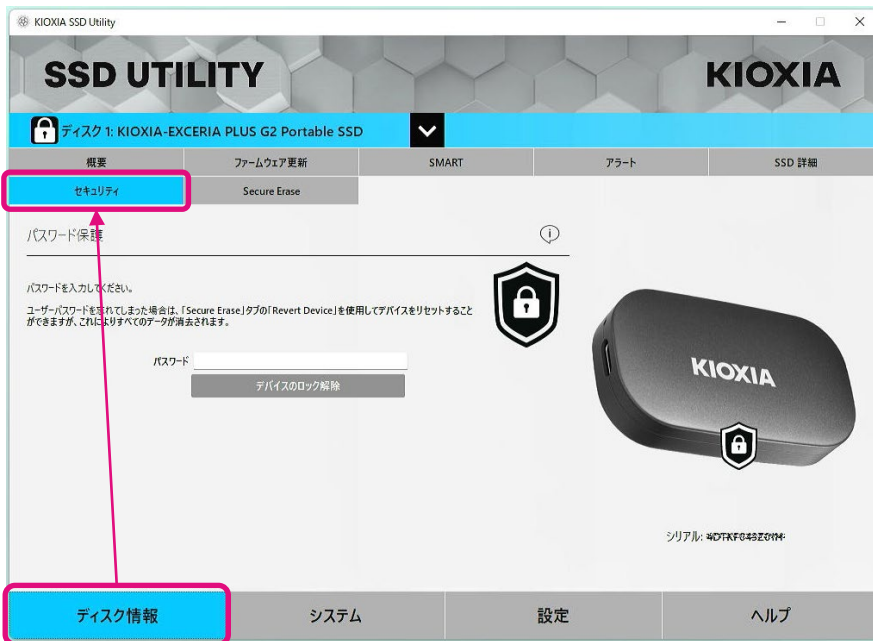 KIOXIA SSD Utility
SSD UTILITY
KIOXIA
ディスク 1: KIOXIA-EXCERIA PLUS G2 Portable SSD
概要
ファームウェア更新
SMART
アラート
SSD 詳細
セキュリティ
Secure Erase
パスワード保護
パスワードを入力してください。
ユーザーパスワードを忘れてしまった場合は、「Secure Erase」タブの「Revert Device」を使用してデバイスをリセットすること
ができますが、これによりすべてのデータが消去されます。
パスワード
デバイスのロック解除
KIOXIA
シリアル:
ディスク情報
システム
設定
ヘルプ